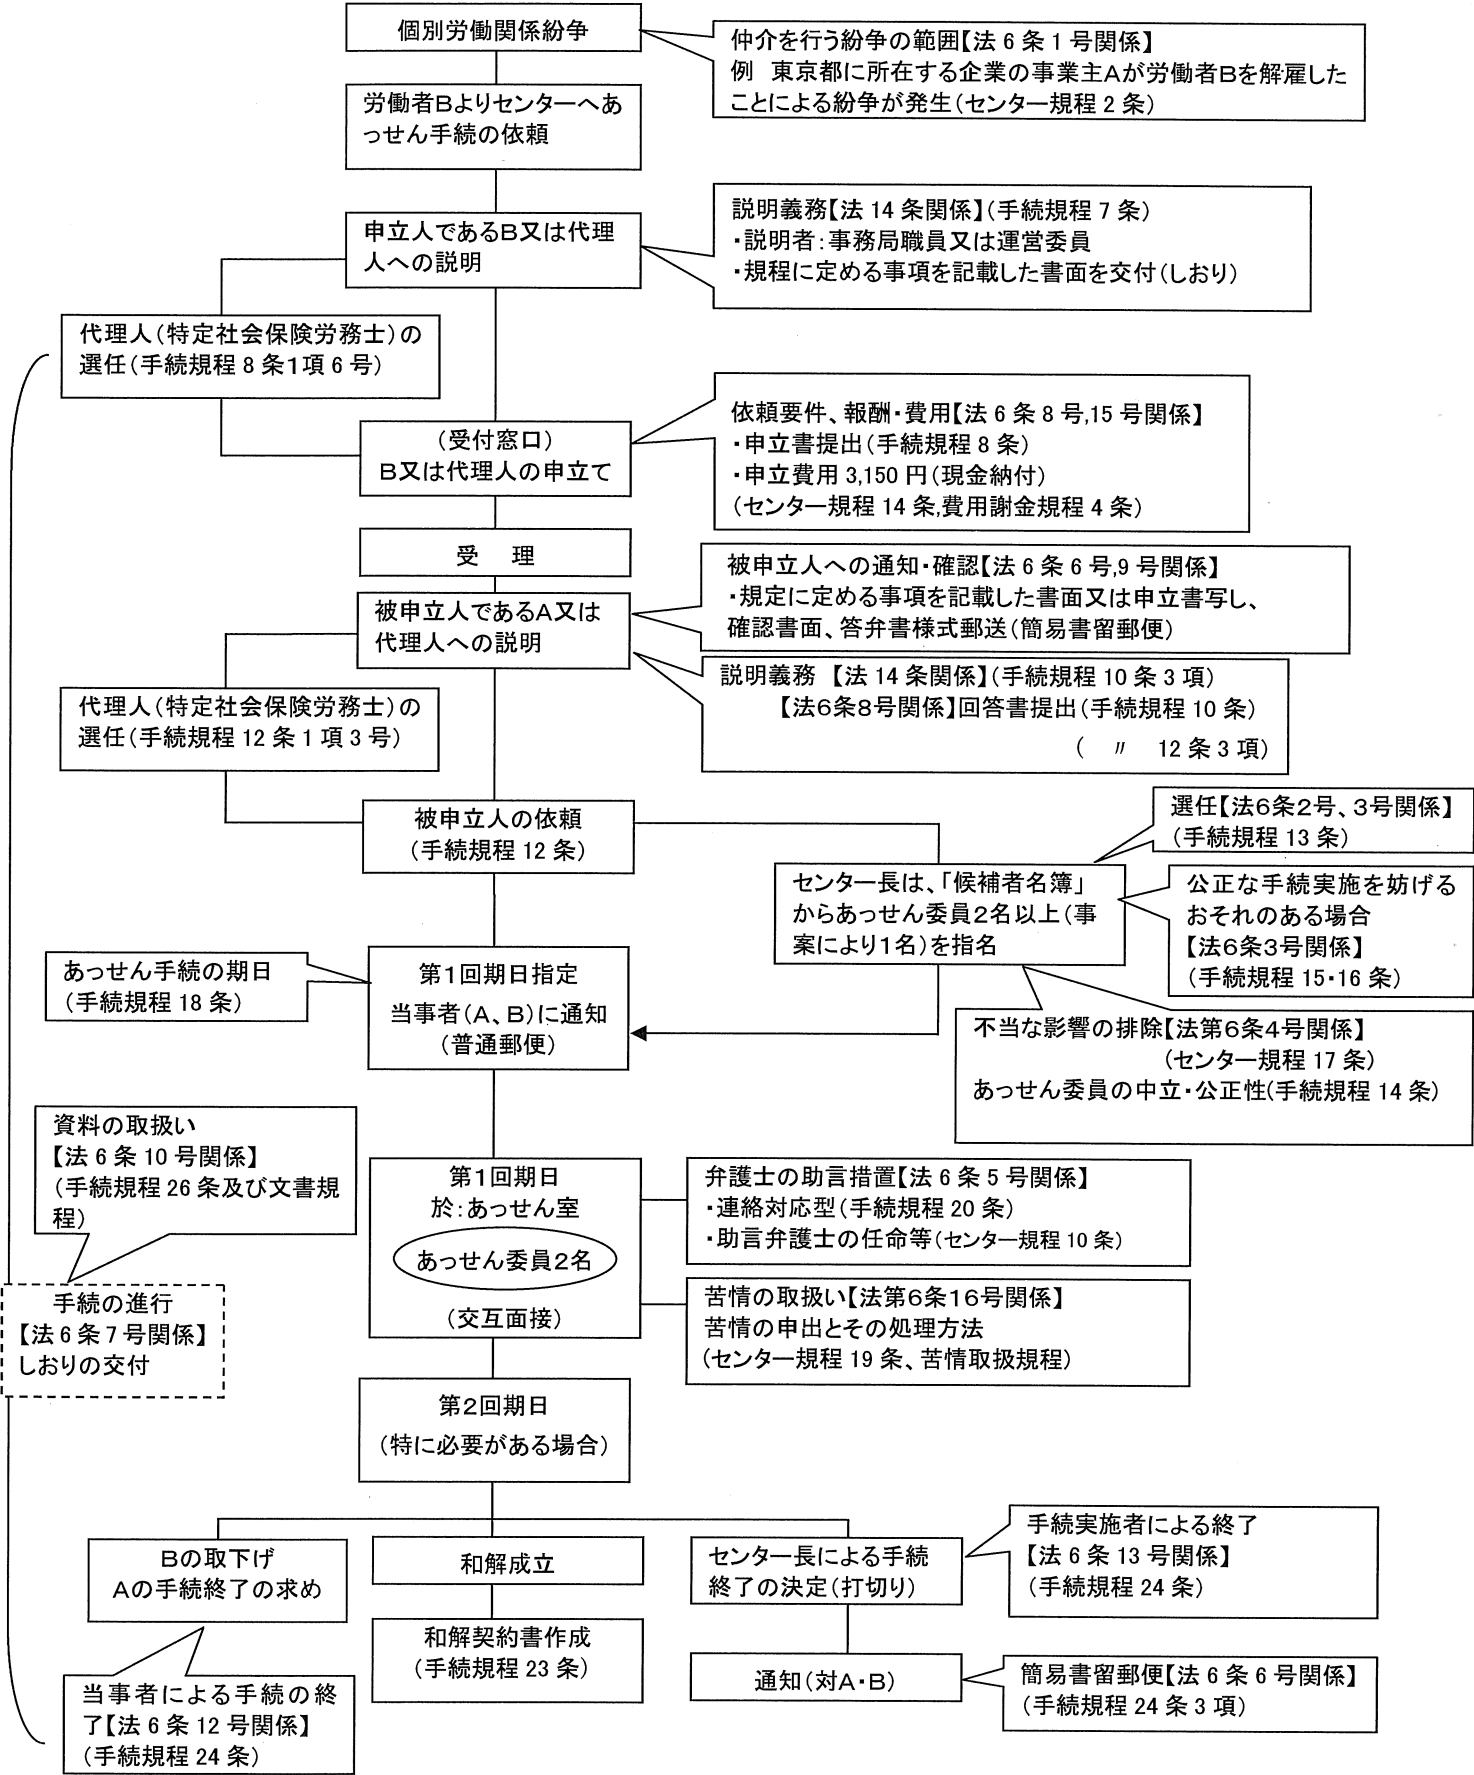 個別労働関係紛争
仲介を行う紛争の範囲【法６条１号関係】
例　東京都に所在する企業の事業主Ａが労働者Ｂを解雇した
ことによる紛争が発生（センター規程２条）
労働者Ｂよりセンターへあ
っせん手続の依頼
説明義務【法14条関係】（手続規程７条）
・説明者：事務局職員又は運営委員
・規程に定める事項を記載した書面を交付（しおり）
申立人であるＢ又は代理
人への説明
代理人（特定社会保険労務士）の
選任（手続規程８条１項６号）
依頼要件、報酬・費用【法６条８号,15号関係】
・申立書提出（手続規程８条）
・申立費用3,150円（現金納付）
（センター規程14条,費用謝金規程４条）
（受付窓口）
Ｂ又は代理人の申立て
受　理
被申立人への通知・確認【法６条６号,９号関係】
・規定に定める事項を記載した書面又は申立書写し、
確認書面、答弁書様式郵送（簡易書留郵便）
被申立人であるＡ又は
代理人への説明
説明義務　【法14条関係】（手続規程10条３項）
【法６条８号関係】回答書提出（手続規程10条）
（　〃　12条３項）
代理人（特定社会保険労務士）の
選任（手続規程12条１項３号）
被申立人の依頼
（手続規程12条）
選任【法６条２号、３号関係】
（手続規程13条）
センター長は、「候補者名簿」
からあっせん委員２名以上（事
案により１名）を指名
公正な手続実施を妨げる
おそれのある場合
【法６条３号関係】
（手続規程15・16条）
あっせん手続の期日
（手続規程18条）
第１回期日指定
当事者（Ａ、Ｂ）に通知
（普通郵便）
不当な影響の排除【法第６条４号関係】
（センター規程17条）
あっせん委員の中立・公正性（手続規程14条）
資料の取扱い
【法６条10号関係】
（手続規程26条及び文書規
程）
第１回期日
於：あっせん室
あっせん委員２名
（交互面接）
弁護士の助言措置【法６条５号関係】
・連絡対応型（手続規程20条）
・助言弁護士の任命等（センター規程10条）
手続の進行
【法６条７号関係】
しおりの交付
苦情の取扱い【法第６条１６号関係】
苦情の申出とその処理方法
（センター規程19条、苦情取扱規程）
第２回期日
（特に必要がある場合）
Ｂの取下げ
Ａの手続終了の求め
和解成立
センター長による手続
終了の決定（打切り）
手続実施者による終了
【法６条13号関係】
（手続規程24条）
和解契約書作成
（手続規程23条）
通知（対Ａ・Ｂ）
簡易書留郵便【法６条６号関係】
（手続規程24条３項）
当事者による手続の終
了【法６条12号関係】
（手続規程24条）